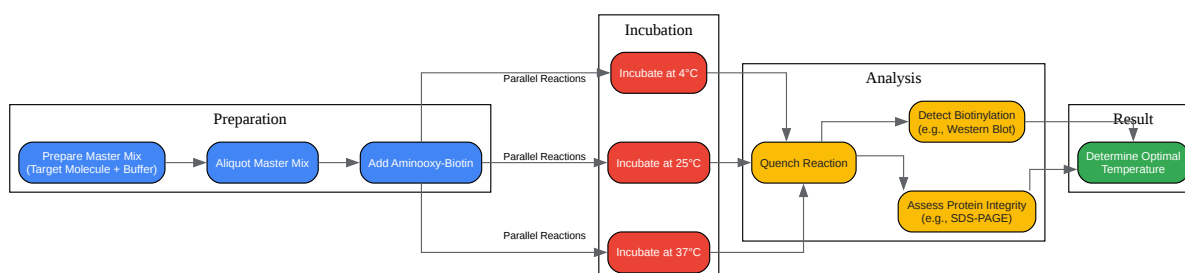 Preparation
Prepare Master Mix
(Target Molecule + Buffer)
Aliquot Master Mix
Add Aminooxy-Biotin
Parallel Reactions
Parallel Reactions
Parallel Reactions
Incubation
Incubate at 4°C
Incubate at 25°C
Incubate at 37°C
Analysis
Quench Reaction
Detect Biotinylation
(e.g., Western Blot)
Assess Protein Integrity
(e.g., SDS-PAGE)
Result
Determine Optimal
Temperature